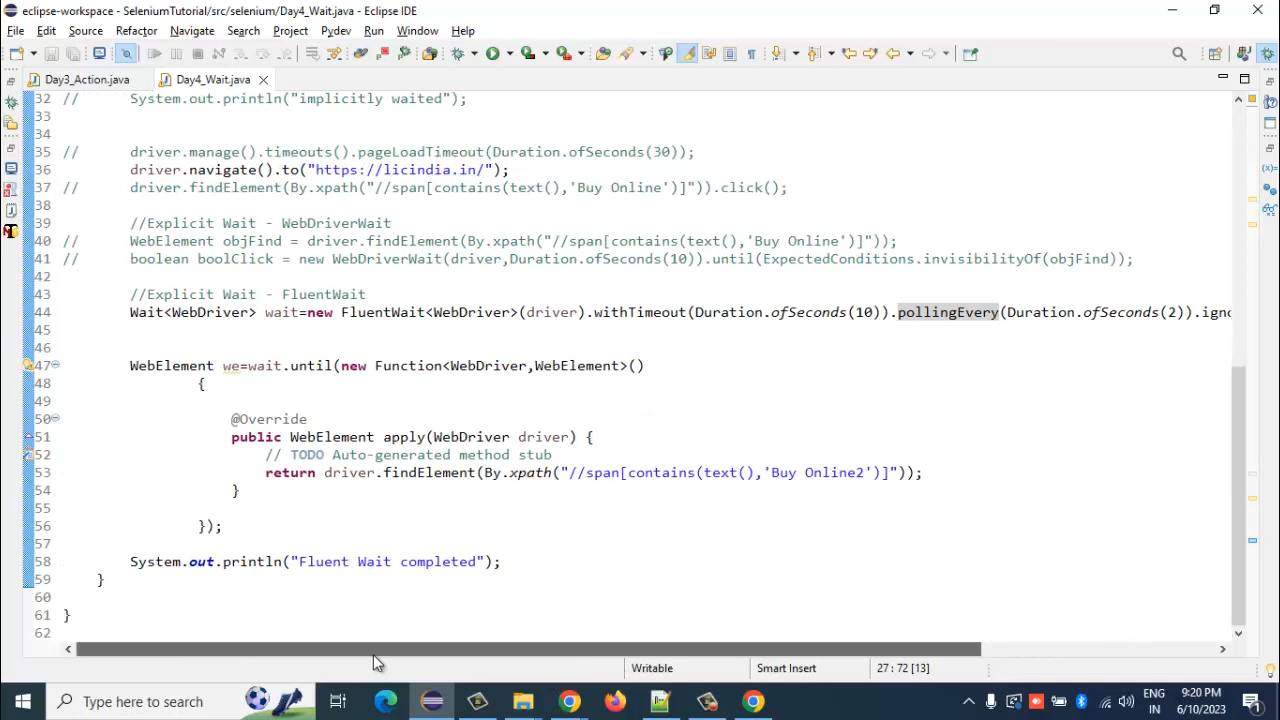 eclipse-workspace - SeleniumTutorial/src/selenium/Day4_Wait.java - Eclipse IDE
File Edit Source Refactor Navigate Search Project Pydev Run Window Help
Day3_Action.java Day4_Wait.java
32 // System.out.println("implicitly waited");
33
34
35 // driver.manage().timeouts().pageLoadTimeout(Duration.ofSeconds(30));
36 driver.navigate().to("https://licindia.in/");
37 // driver.findElement(By.xpath("//span[contains(text(),'Buy Online')]")).click();
38
39 //Explicit Wait - WebDriverWait
40 // WebElement objFind = driver.findElement(By.xpath("//span[contains(text(),'Buy Online')]"));
41 // boolean boolClick = new WebDriverWait(driver,Duration.ofSeconds(10)).until(ExpectedConditions.invisibilityOf(objFind));
42
43 //Explicit Wait - FluentWait
44 Wait<WebDriver> wait=new FluentWait<WebDriver>(driver).withTimeout(Duration.ofSeconds(10)).pollingEvery(Duration.ofSeconds(2)).igno
45
46
47 WebElement we=wait.until(new Function<WebDriver,WebElement>()
48 {
49
50 @Override
51 public WebElement apply(WebDriver driver) {
52 // TODO Auto-generated method stub
53 return driver.findElement(By.xpath("//span[contains(text(),'Buy Online2')]"));
54 }
55
56 });
57
58 System.out.println("Fluent Wait completed");
59 }
60
61 }
62
Writable Smart Insert 27 : 72 [13]
Type here to search
ENG
IN
9:20 PM
6/10/2023